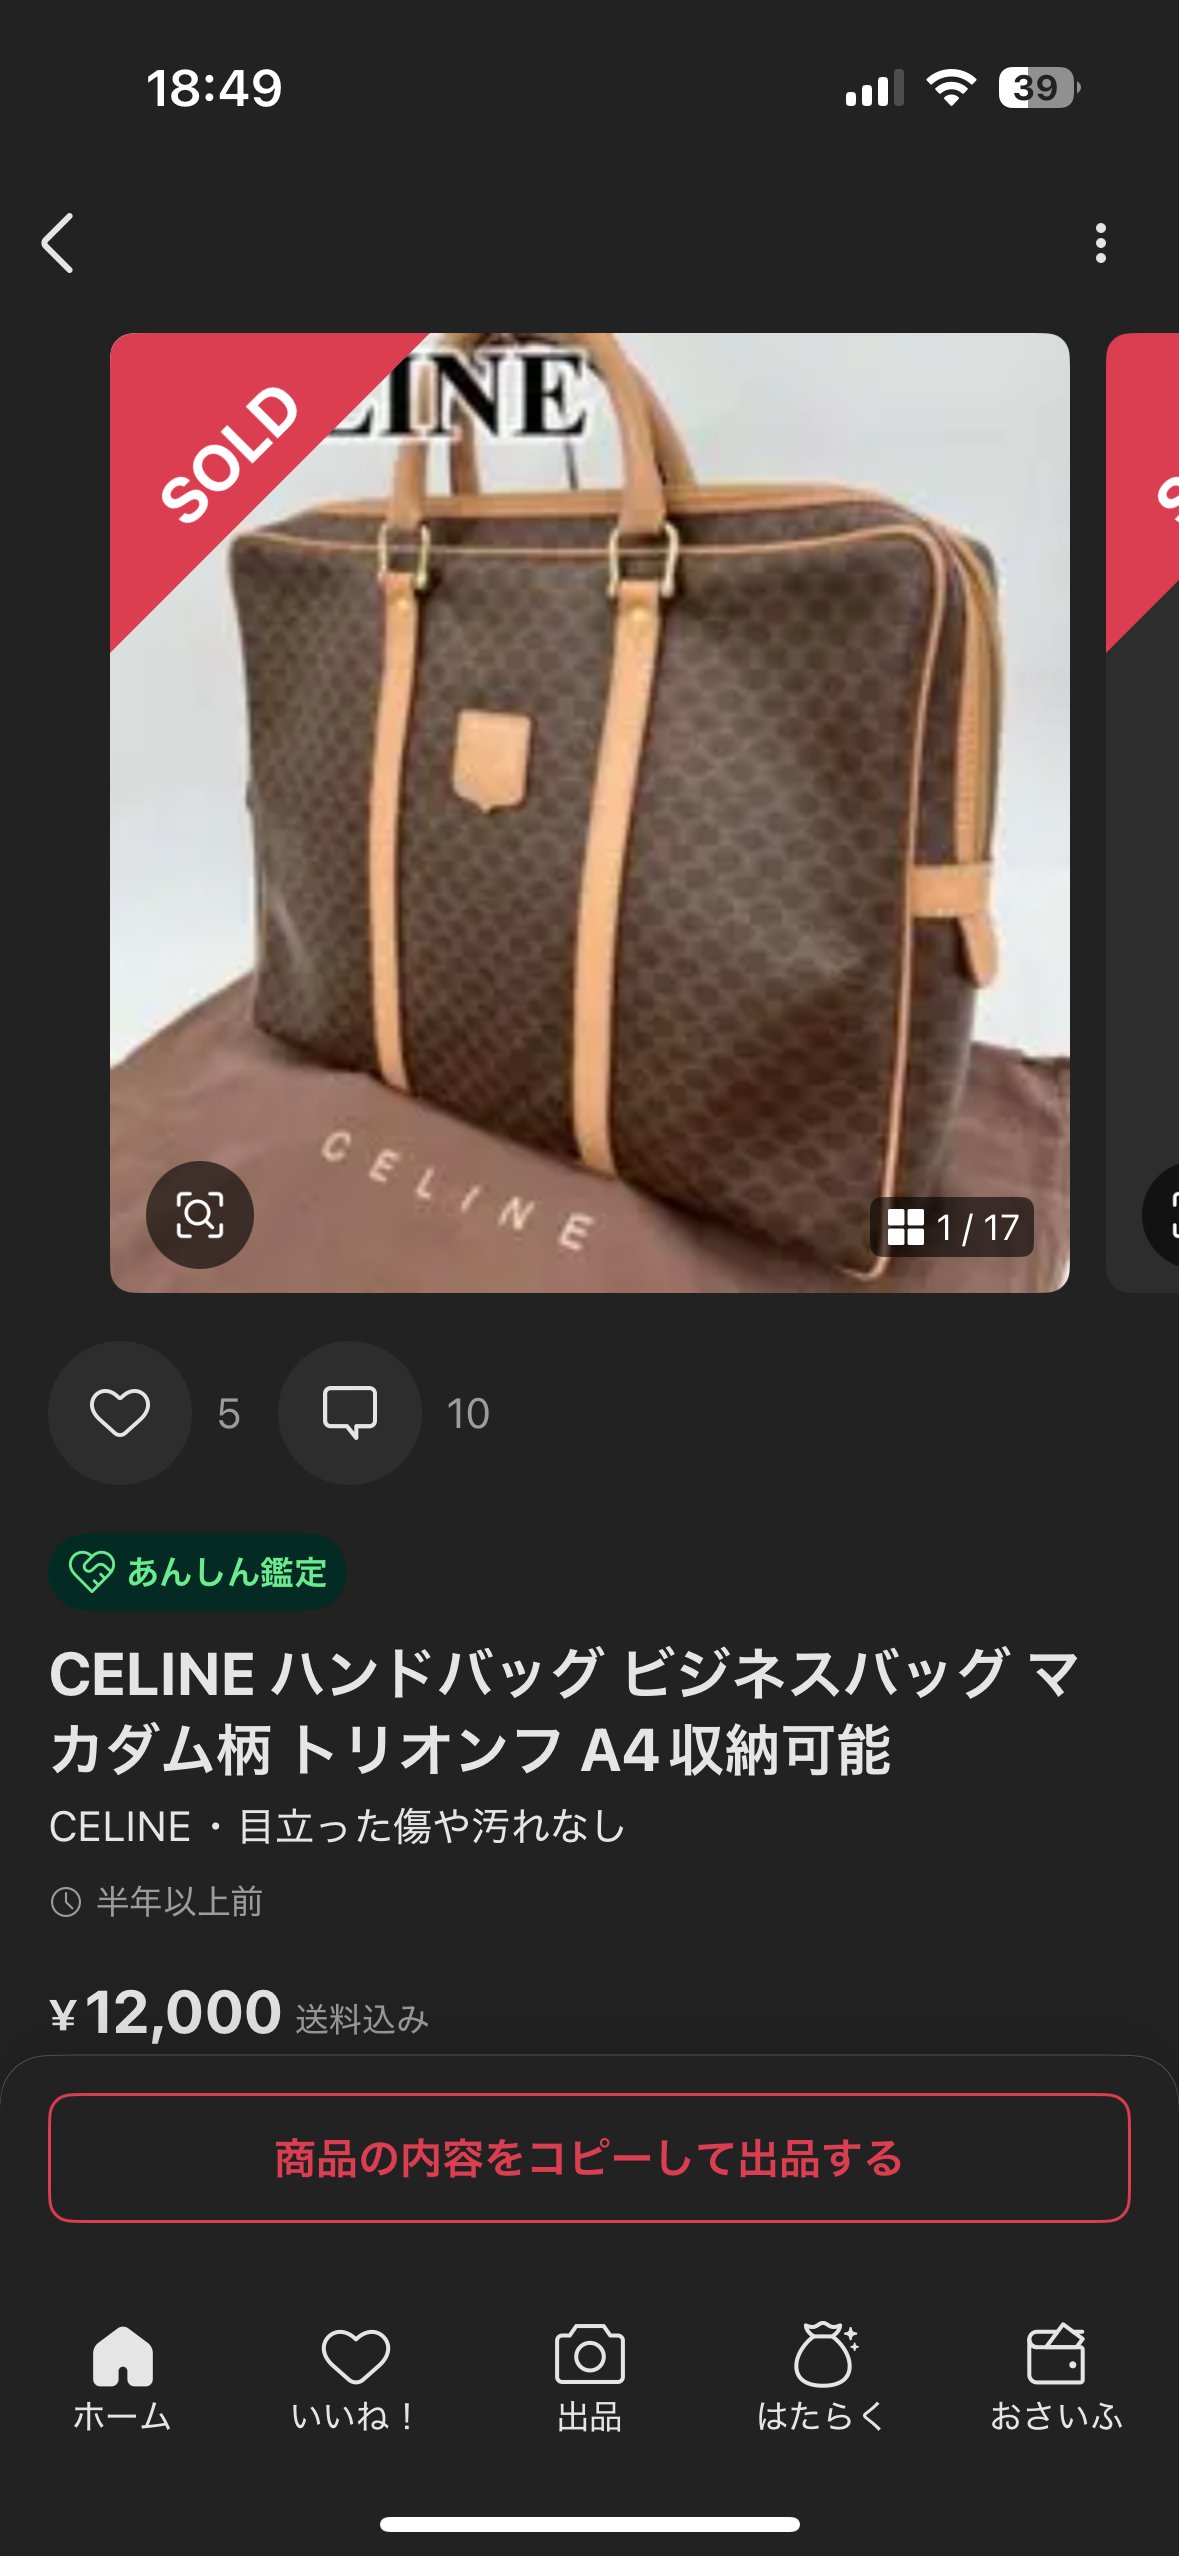 18:49
39
SOLD
LINE
CELINE
1 / 17
5
10
あんしん鑑定
CELINE ハンドバッグ ビジネスバッグ マ
カダム柄 トリオンフ A4収納可能
CELINE・目立った傷や汚れなし
半年以上前
¥12,000 送料込み
商品の内容をコピーして出品する
ホーム
いいね！
出品
はたらく
おさいふ